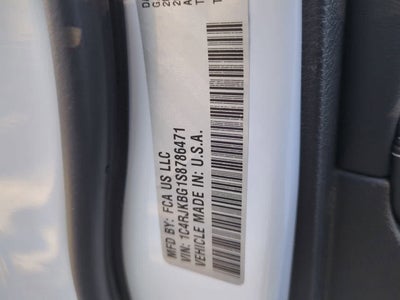 MFD BY: FCA US LLC
VIN: 1C4RJKBG1S8786471
VEHICLE MADE IN: U.S.A.